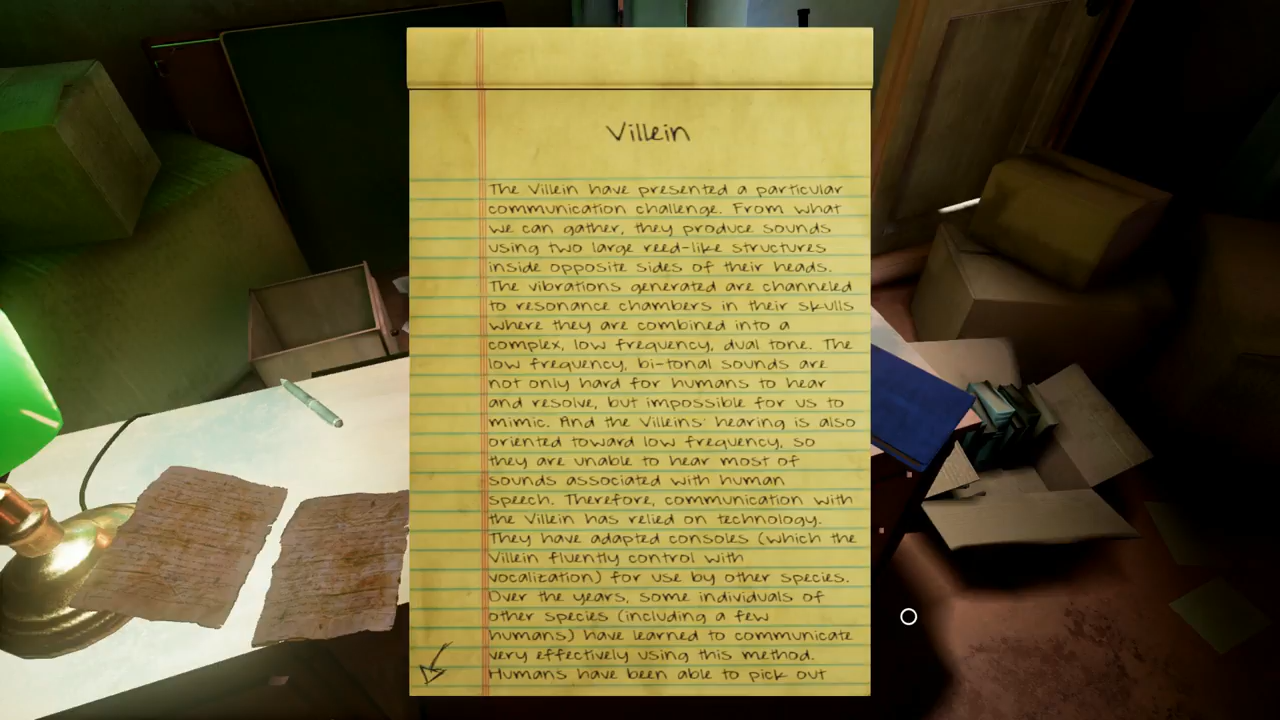 Villein
The Villein have presented a particular
communication challenge. From what
we can gather, they produce sounds
using two large reed-like structures
inside opposite sides of their heads.
The vibrations generated are channeled
to resonance chambers in their skulls
where they are combined into a
complex, low frequency, dual tone. The
low frequency, bi-tonal sounds are
not only hard for humans to hear
and resolve, but impossible for us to
mimic. And the Villeins' hearing is also
oriented toward low frequency, so
they are unable to hear most of
sounds associated with human
speech. Therefore, communication with
the Villein has relied on technology.
They have adapted consoles (which the
Villein fluently control with
vocalization) for use by other species.
Over the years, some individuals of
other species (including a few
humans) have learned to communicate
very effectively using this method.
Humans have been able to pick out